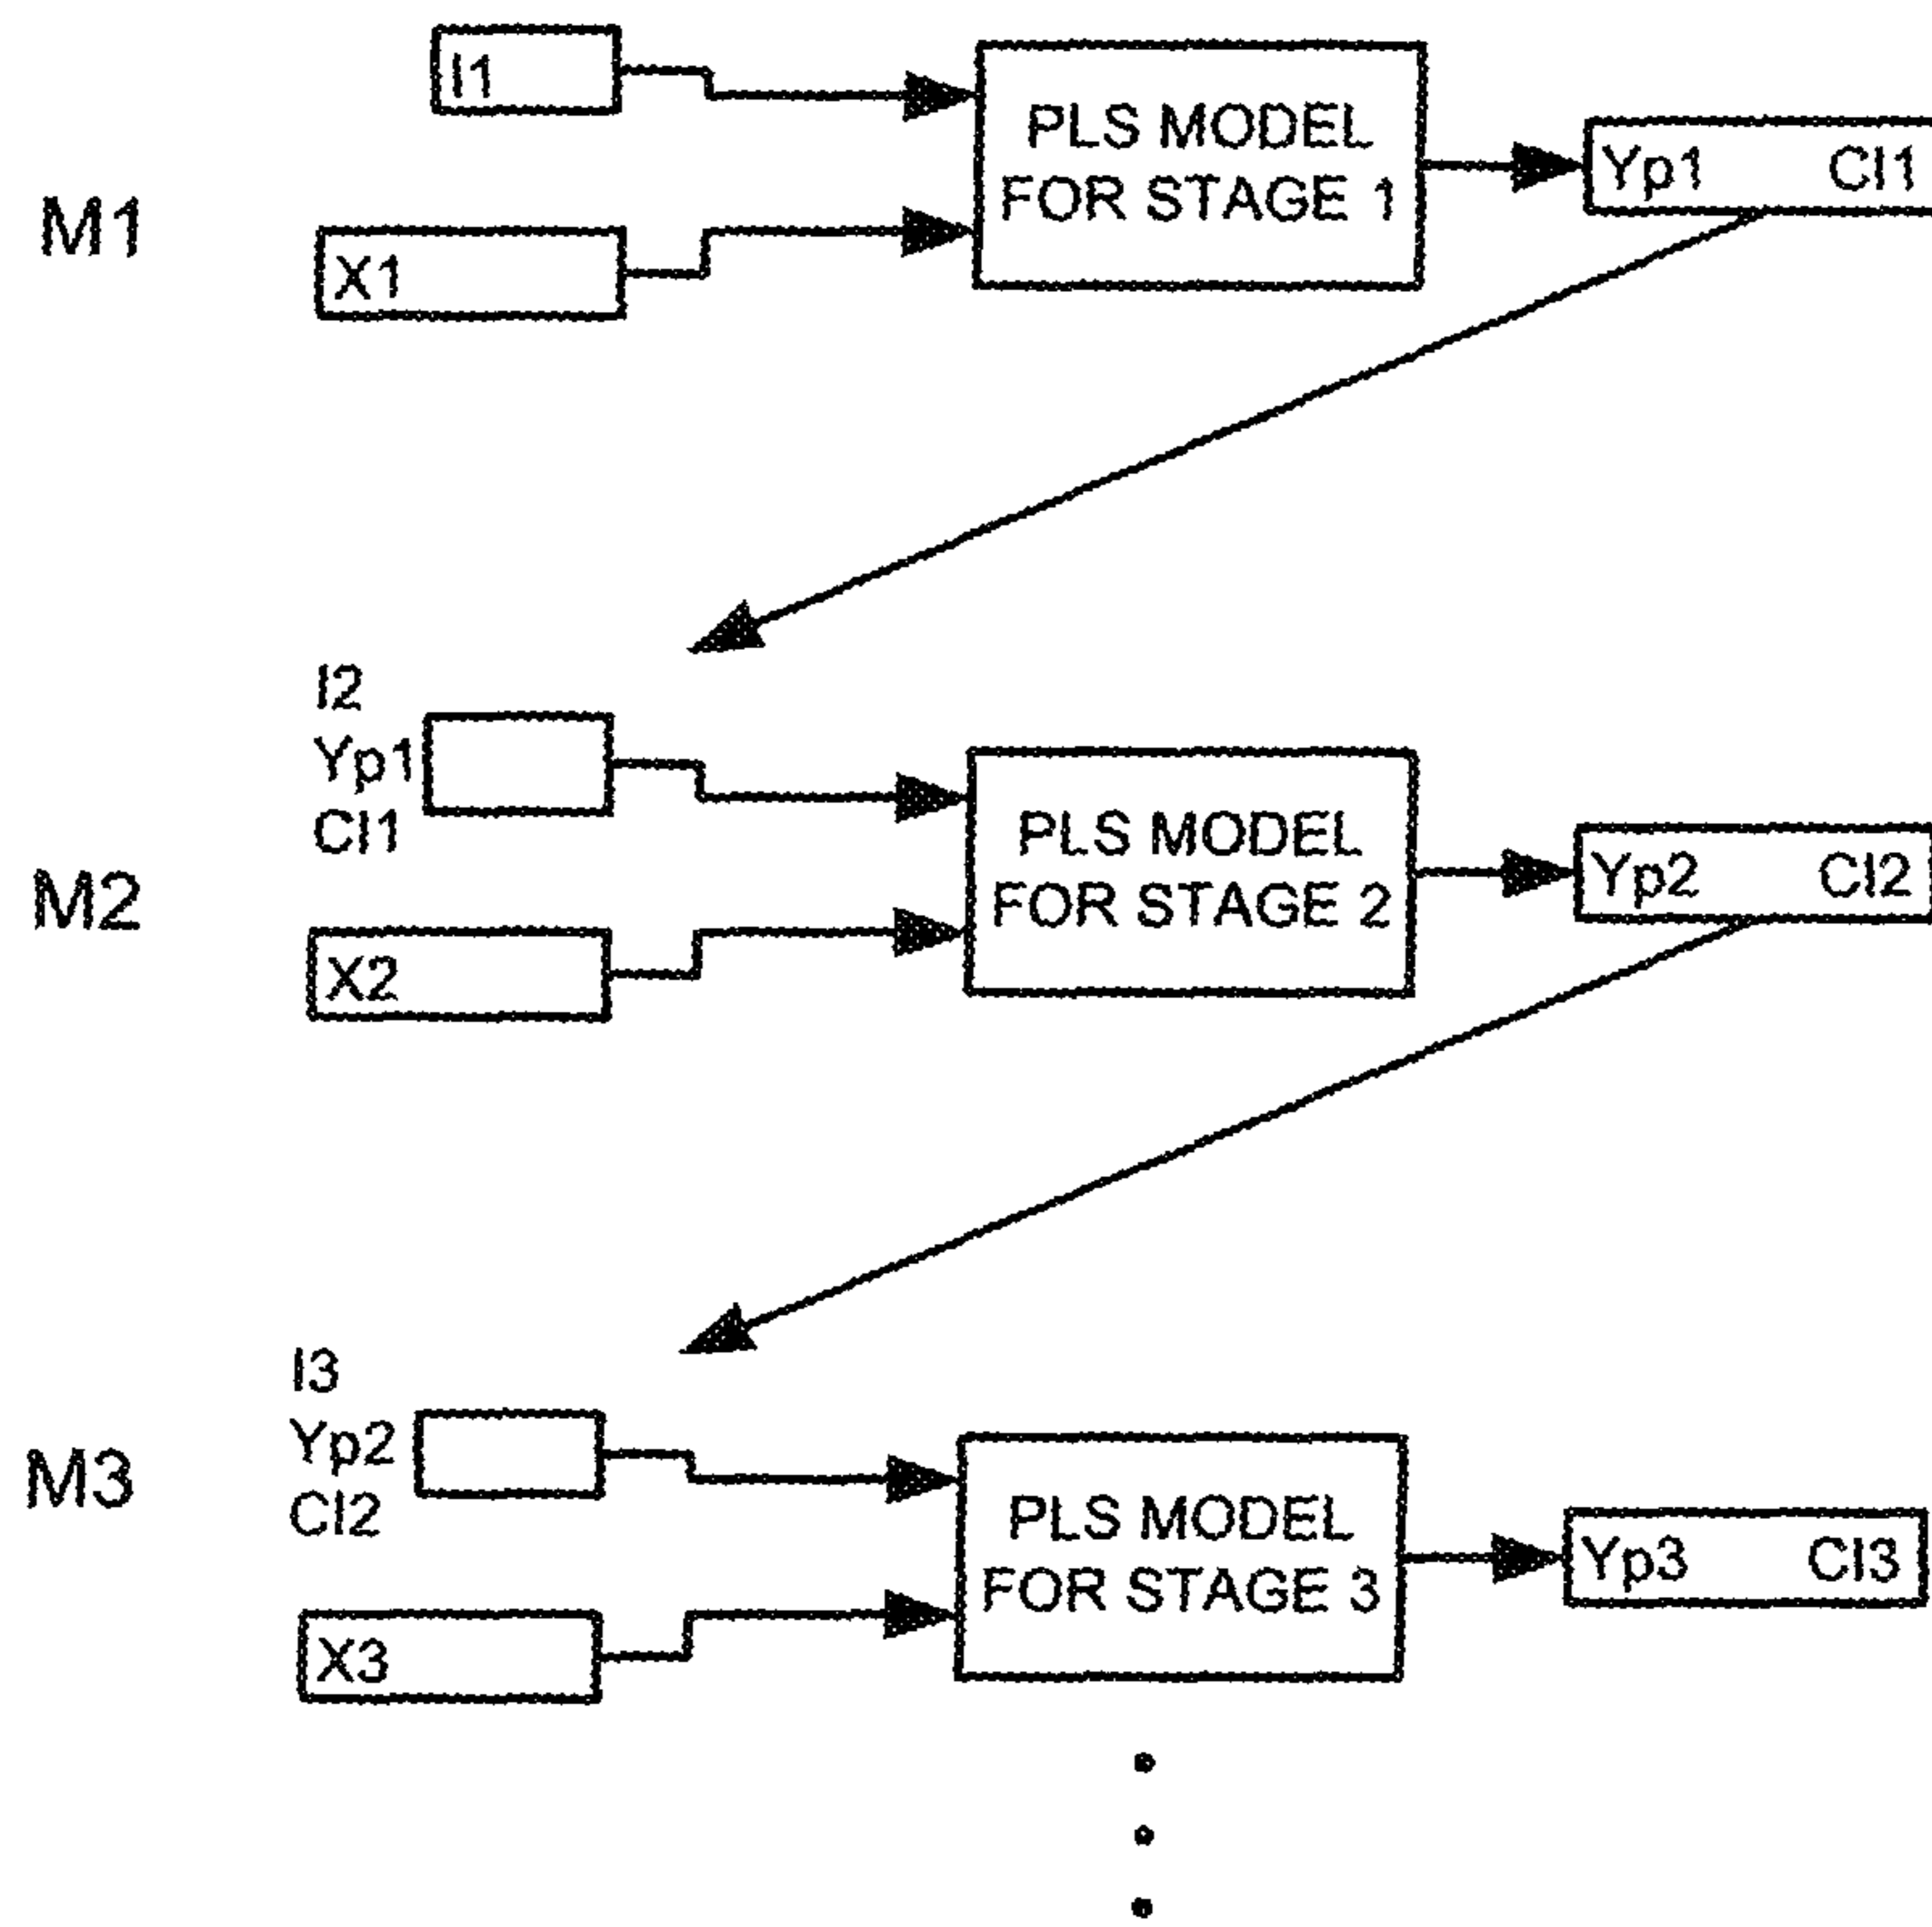 I1
PLS MODEL
FOR STAGE 1
Yp1 CI1
M1
X1
I2
Yp1
CI1
PLS MODEL
FOR STAGE 2
Yp2 CI2
M2
X2
I3
Yp2
CI2
M3
PLS MODEL
FOR STAGE 3
Yp3 CI3
X3